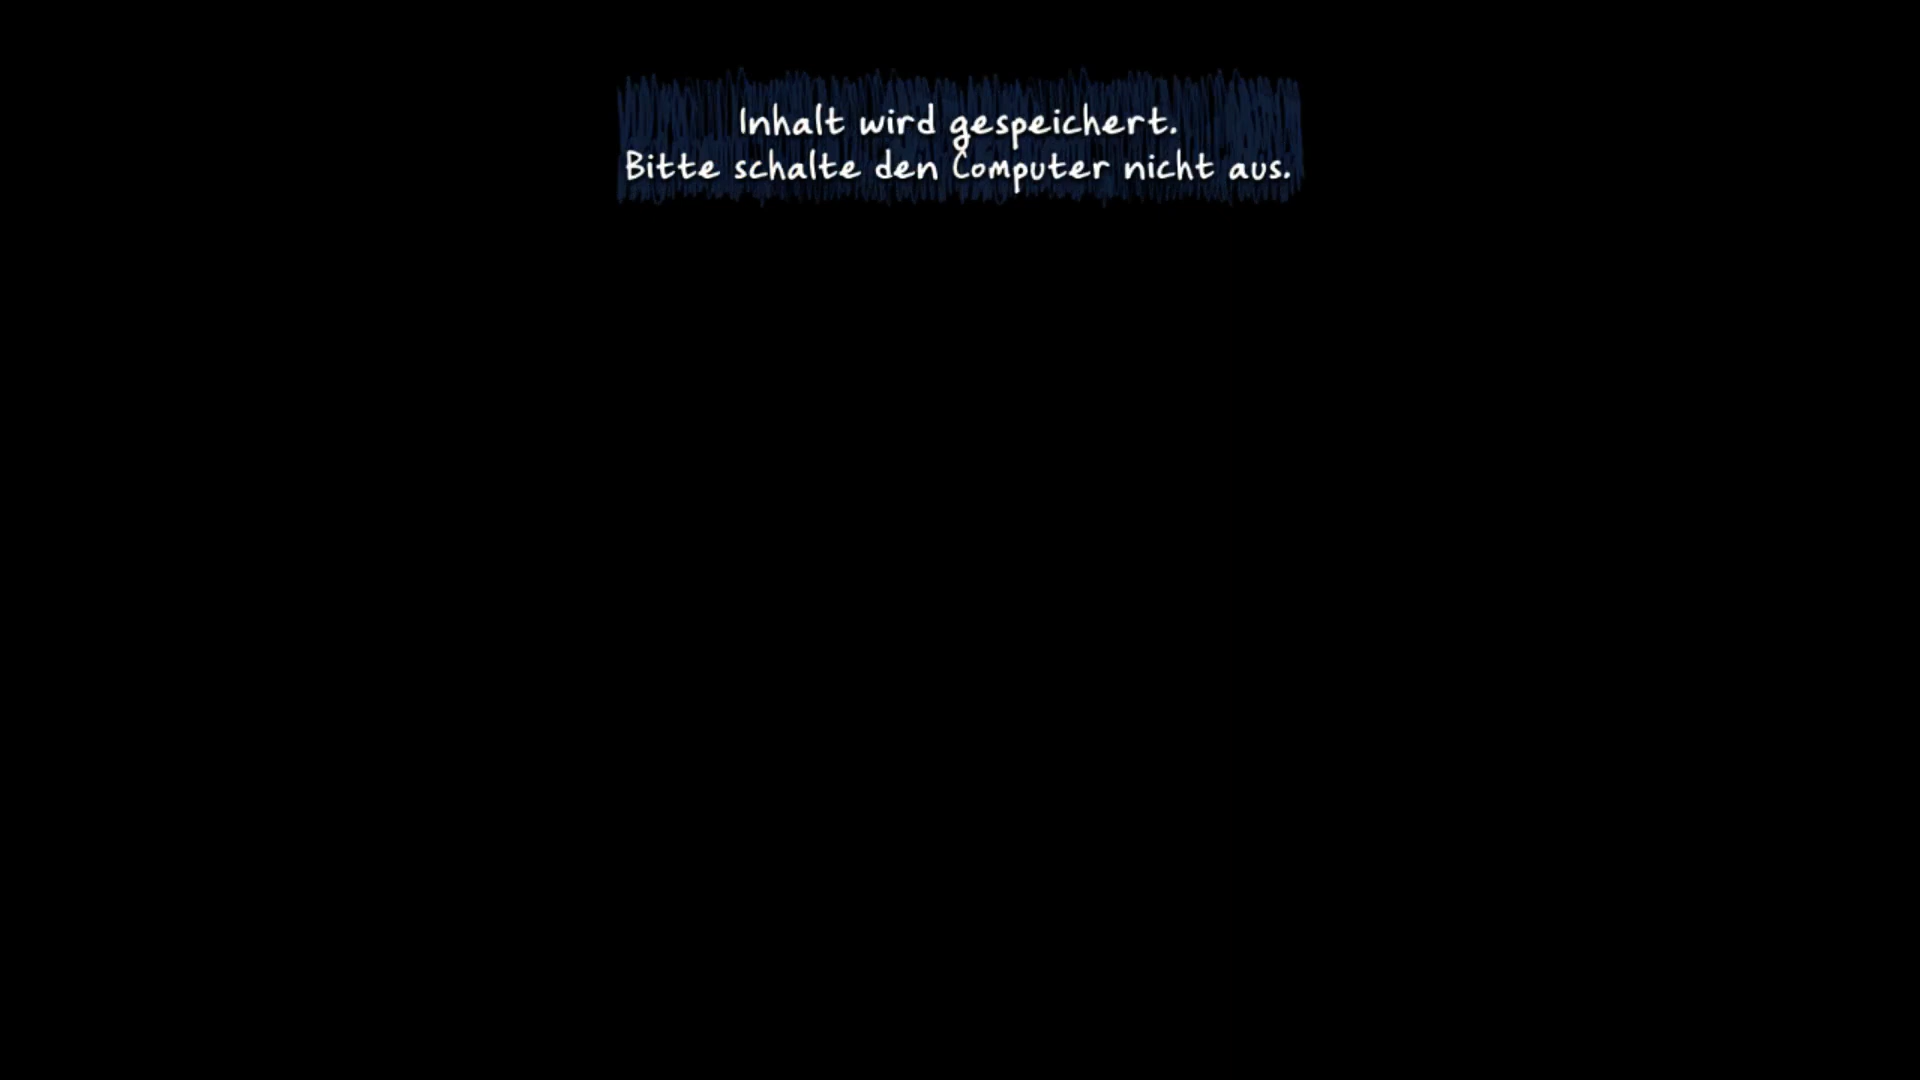 Inhalt wird gespeichert.
Bitte schalte den Computer nicht aus.